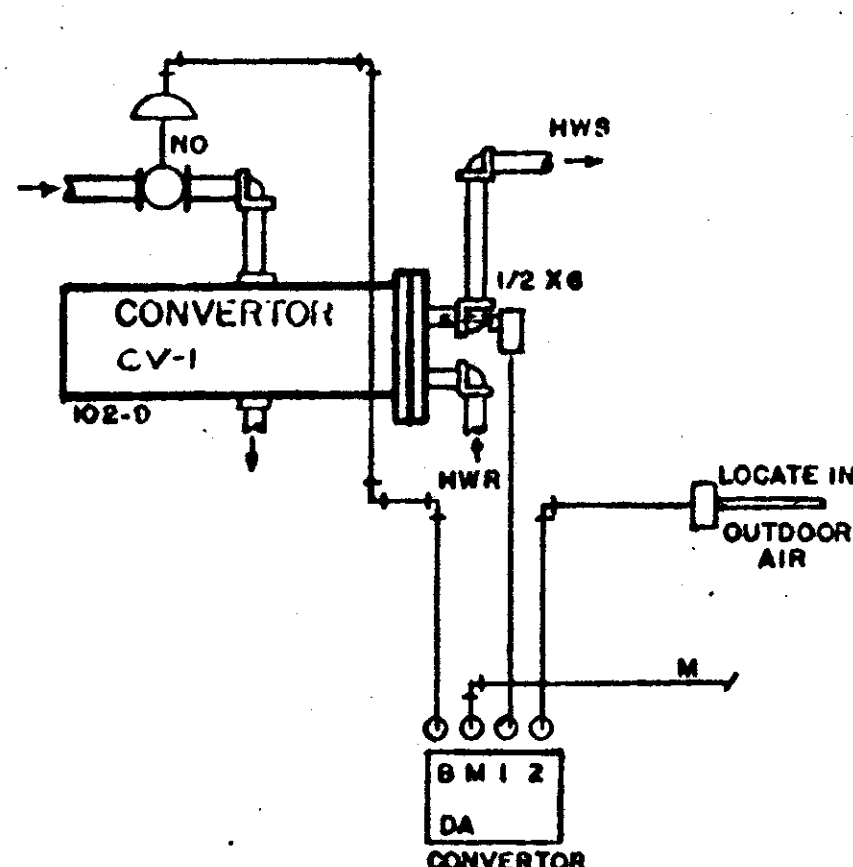 HWS
NO
1/2 X 6
CONVERTOR
CV-1
102-D
HWR
LOCATE IN
OUTDOOR
AIR
M
B M 1 2
DA
CONVERTOR